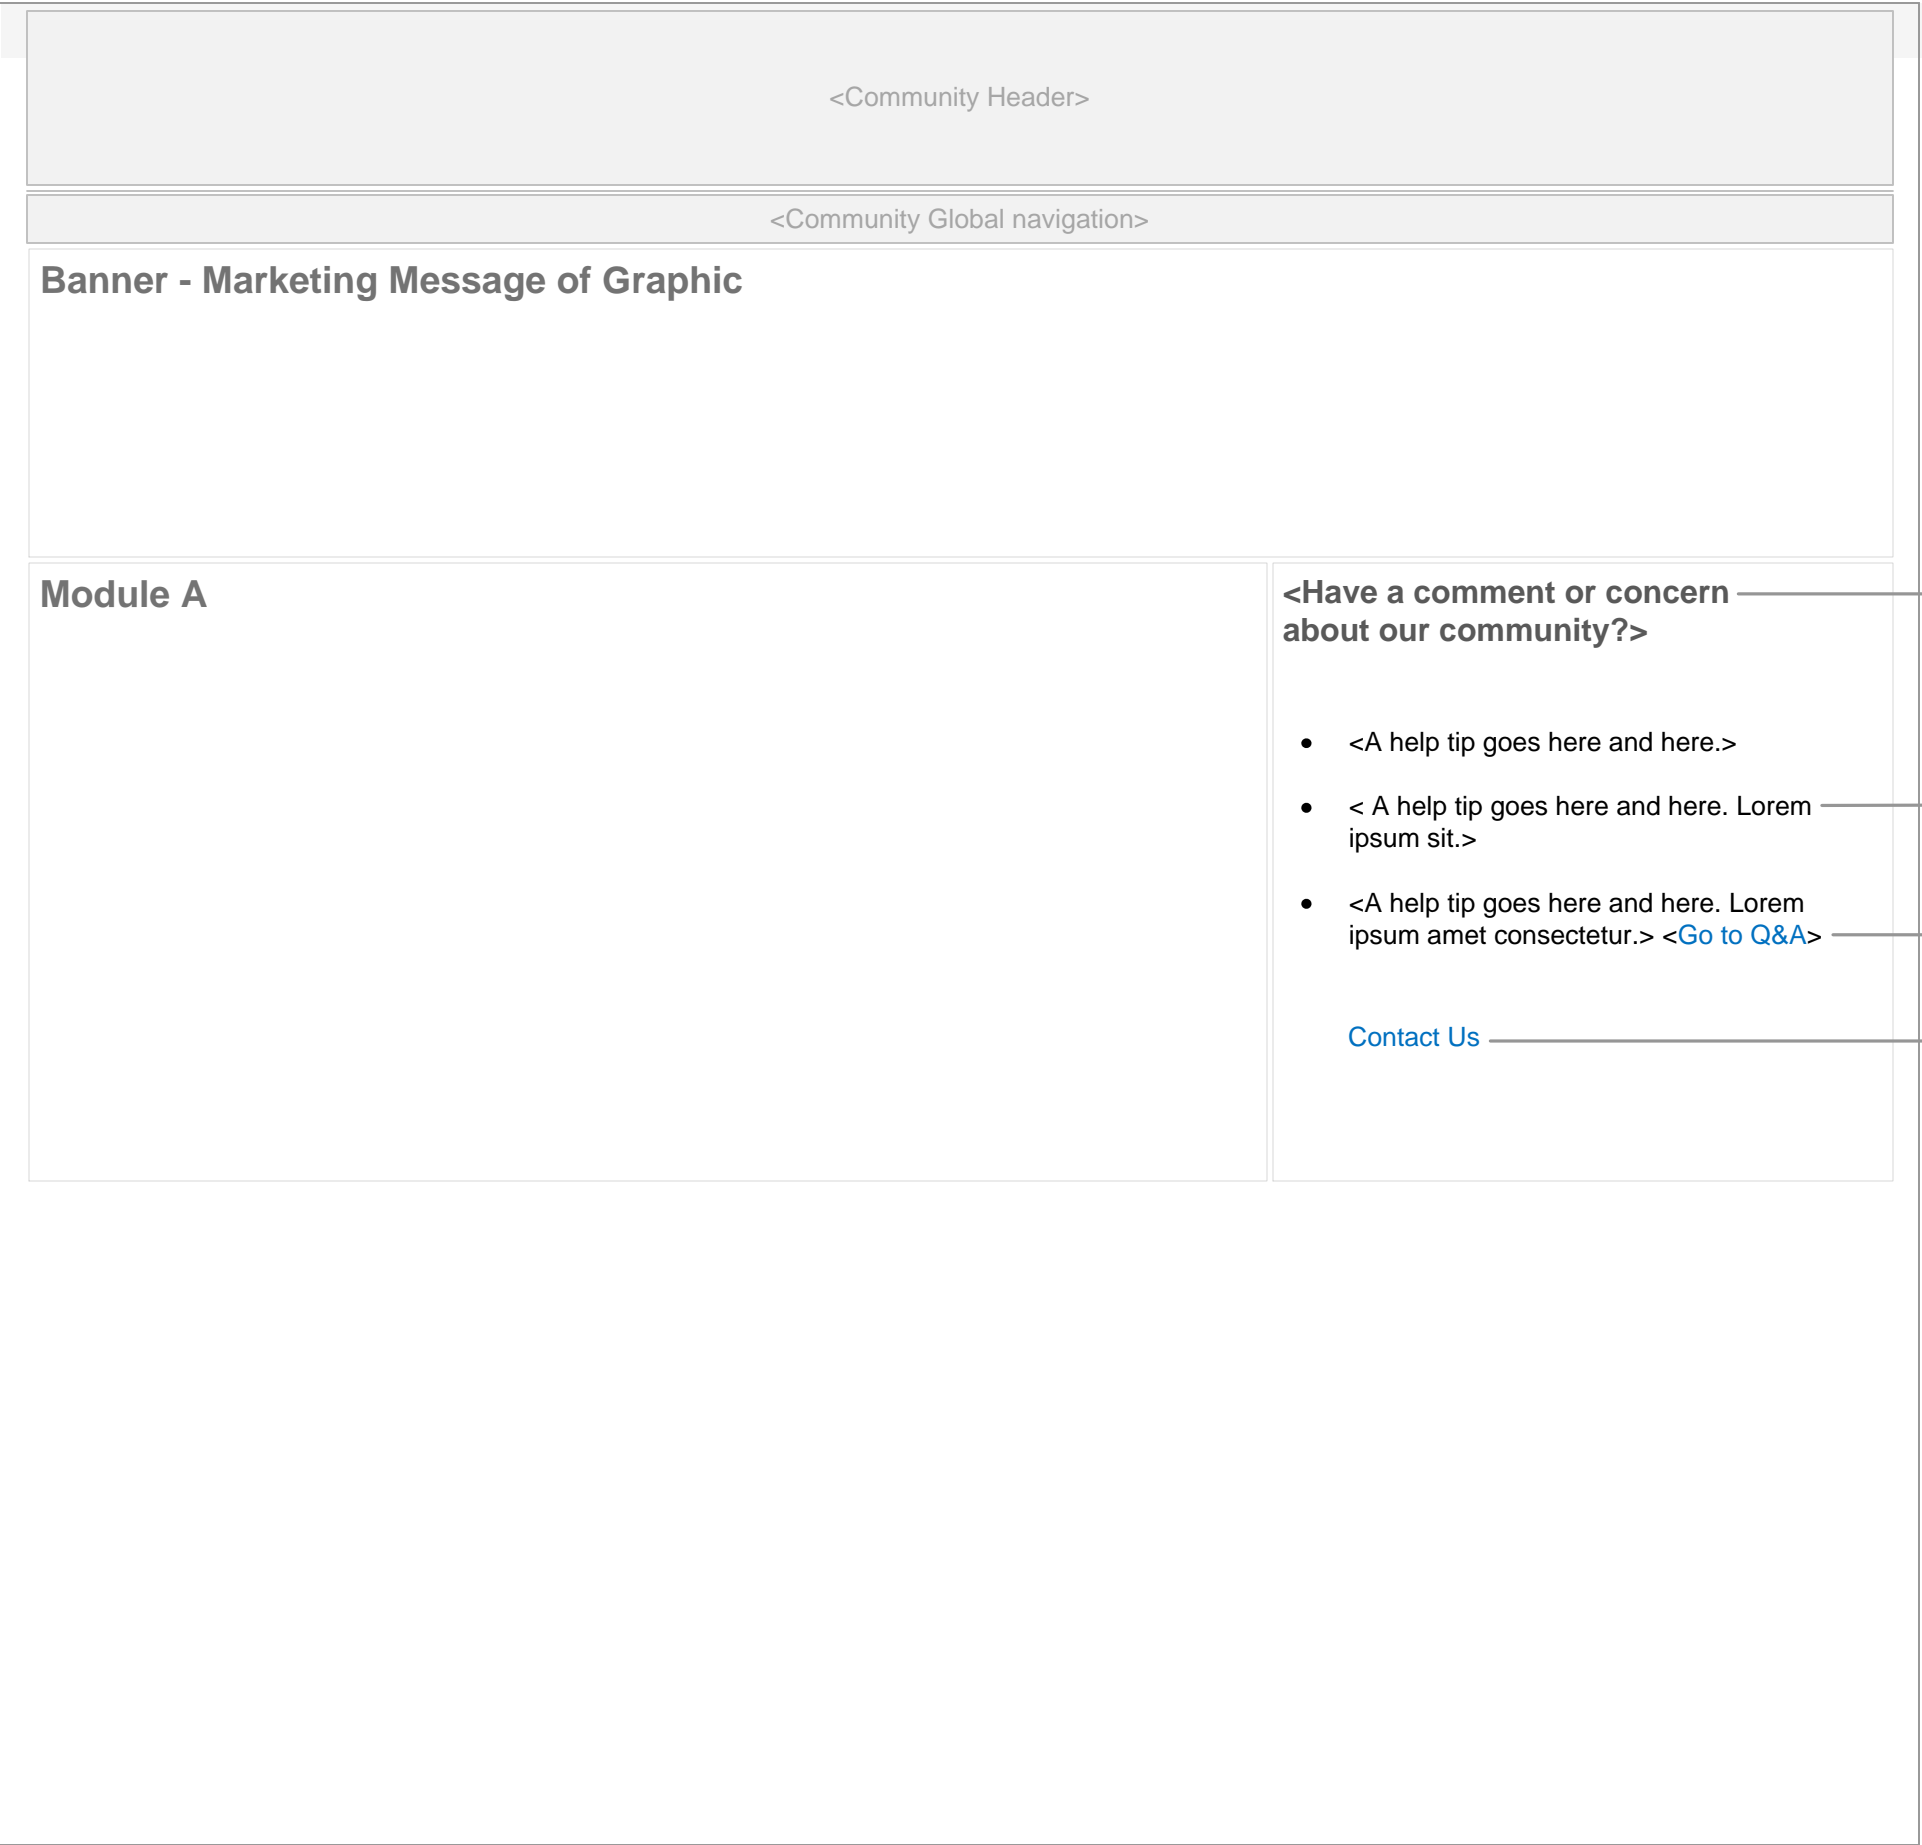 <Community Header>
<Community Global navigation>
Banner - Marketing Message of Graphic
Module A
<Have a comment or concern
about our community?>
• <A help tip goes here and here.>
• < A help tip goes here and here. Lorem
ipsum sit.>
• <A help tip goes here and here. Lorem
ipsum amet consectetur.> <Go to Q&A>
Contact Us